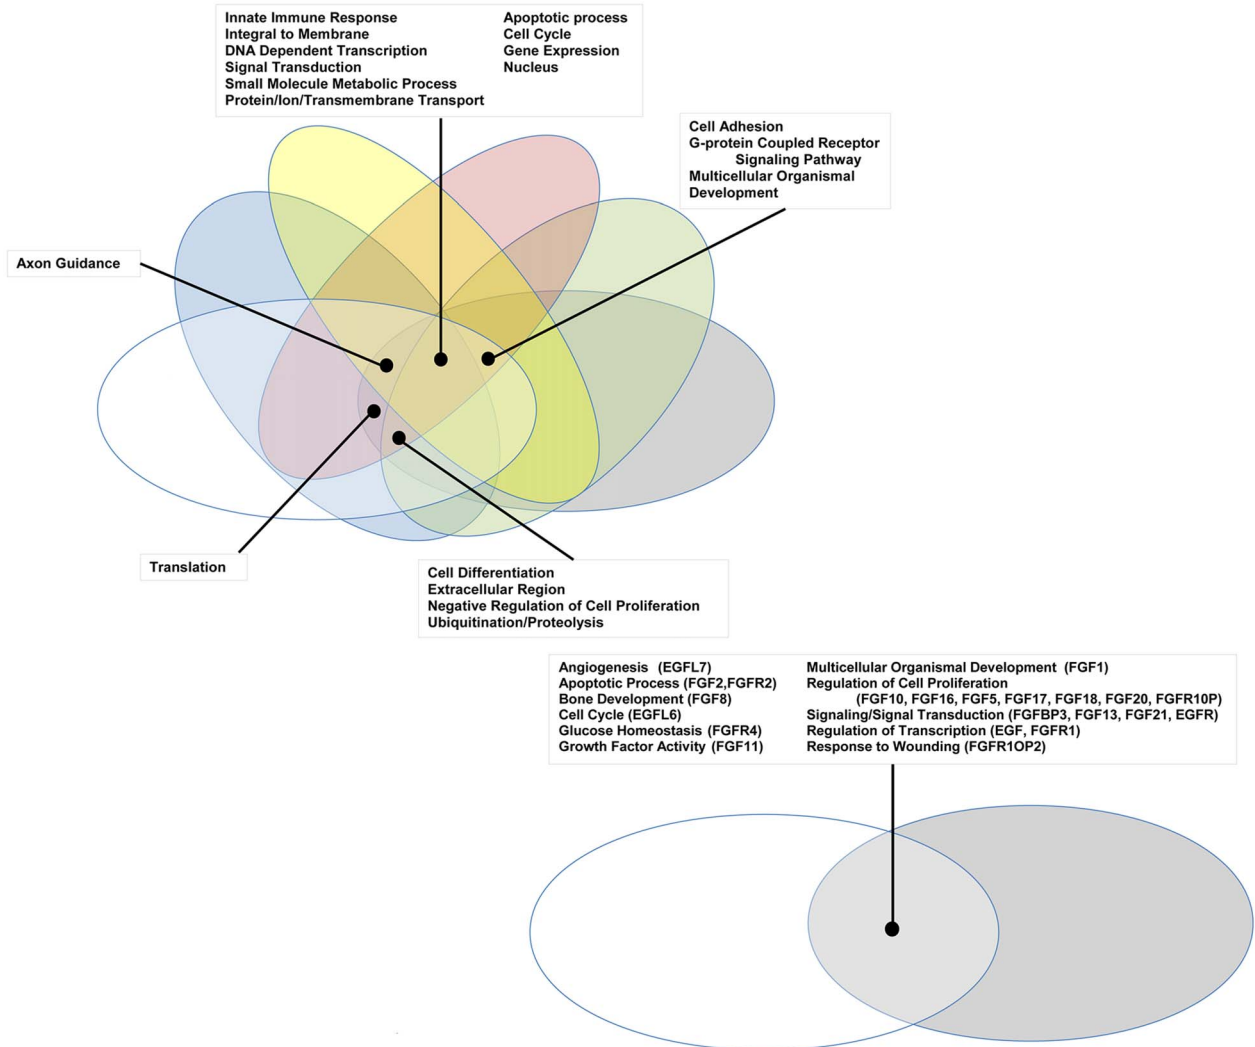 Innate Immune Response
Integral to Membrane
DNA Dependent Transcription
Signal Transduction
Small Molecule Metabolic Process
Protein/Ion/Transmembrane Transport
Apoptotic process
Cell Cycle
Gene Expression
Nucleus
Cell Adhesion
G-protein Coupled Receptor
Signaling Pathway
Multicellular Organismal
Development
Axon Guidance
Translation
Cell Differentiation
Extracellular Region
Negative Regulation of Cell Proliferation
Ubiquitination/Proteolysis
Angiogenesis (EGFL7)
Apoptotic Process (FGF2,FGFR2)
Bone Development (FGF8)
Cell Cycle (EGFL6)
Glucose Homeostasis (FGFR4)
Growth Factor Activity (FGF11)
Multicellular Organismal Development (FGF1)
Regulation of Cell Proliferation
(FGF10, FGF16, FGF5, FGF17, FGF18, FGF20, FGFR10P)
Signaling/Signal Transduction (FGFBP3, FGF13, FGF21, EGFR)
Regulation of Transcription (EGF, FGFR1)
Response to Wounding (FGFR1OP2)